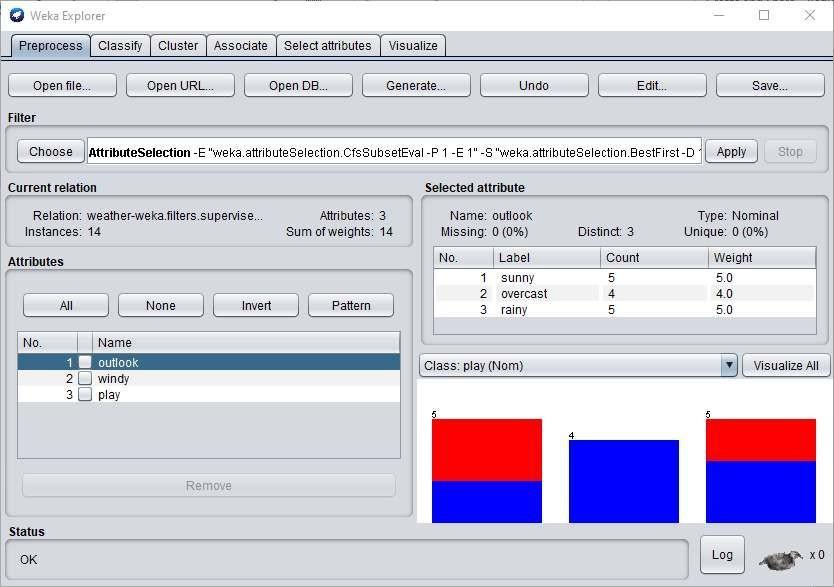 Weka Explorer
Preprocess Classify Cluster Associate Select attributes Visualize
Open file... Open URL... Open DB... Generate... Undo Edit... Save...
Filter
Choose AttributeSelection -E "weka.attributeSelection.CfsSubsetEval -P 1 -E 1" -S "weka.attributeSelection.BestFirst -D 1 Apply Stop
Current relation
Relation: weather-weka.filters.supervise... Attributes: 3
Instances: 14 Sum of weights: 14
Selected attribute
Name: outlook Type: Nominal
Missing: 0 (0%) Distinct: 3 Unique: 0 (0%)
No. Label Count Weight
1 sunny 5 5.0
2 overcast 4 4.0
3 rainy 5 5.0
Attributes
All None Invert Pattern
No. Name
1 outlook
2 windy
3 play
Remove
Class: play (Nom) Visualize All
5 4 5
Status
OK
Log x 0